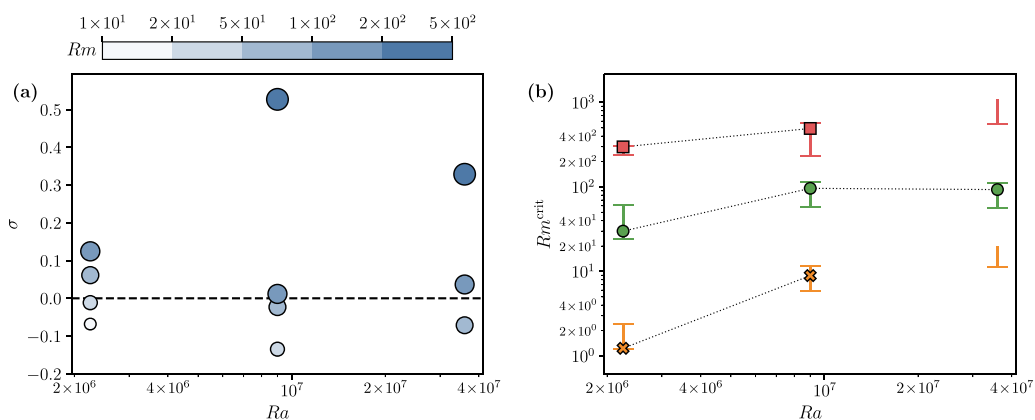 1×10¹ 2×10¹ 5×10¹ 1×10² 2×10² 5×10²
Rm
(a)
0.5
0.4
0.3
0.2
0.1
0.0
−0.1
−0.2
σ
2×10⁶ 4×10⁶ 10⁷ 2×10⁷ 4×10⁷
Ra
(b)
10³
4×10²
2×10²
10²
4×10¹
2×10¹
10¹
4×10⁰
2×10⁰
10⁰
Rm^crit
2×10⁶ 4×10⁶ 10⁷ 2×10⁷ 4×10⁷
Ra